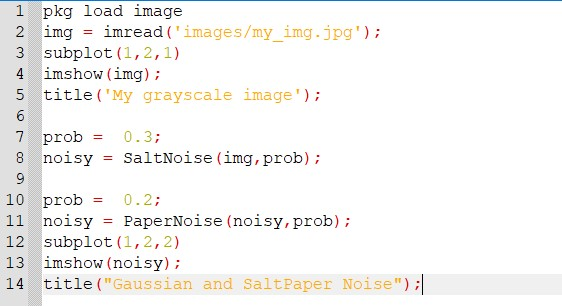 1 pkg load image
2 img = imread('images/my_img.jpg');
3 subplot(1,2,1)
4 imshow(img);
5 title('My grayscale image');
6
7 prob =  0.3;
8 noisy = SaltNoise(img,prob);
9
10 prob =  0.2;
11 noisy = PaperNoise(noisy,prob);
12 subplot(1,2,2)
13 imshow(noisy);
14 title("Gaussian and SaltPaper Noise");